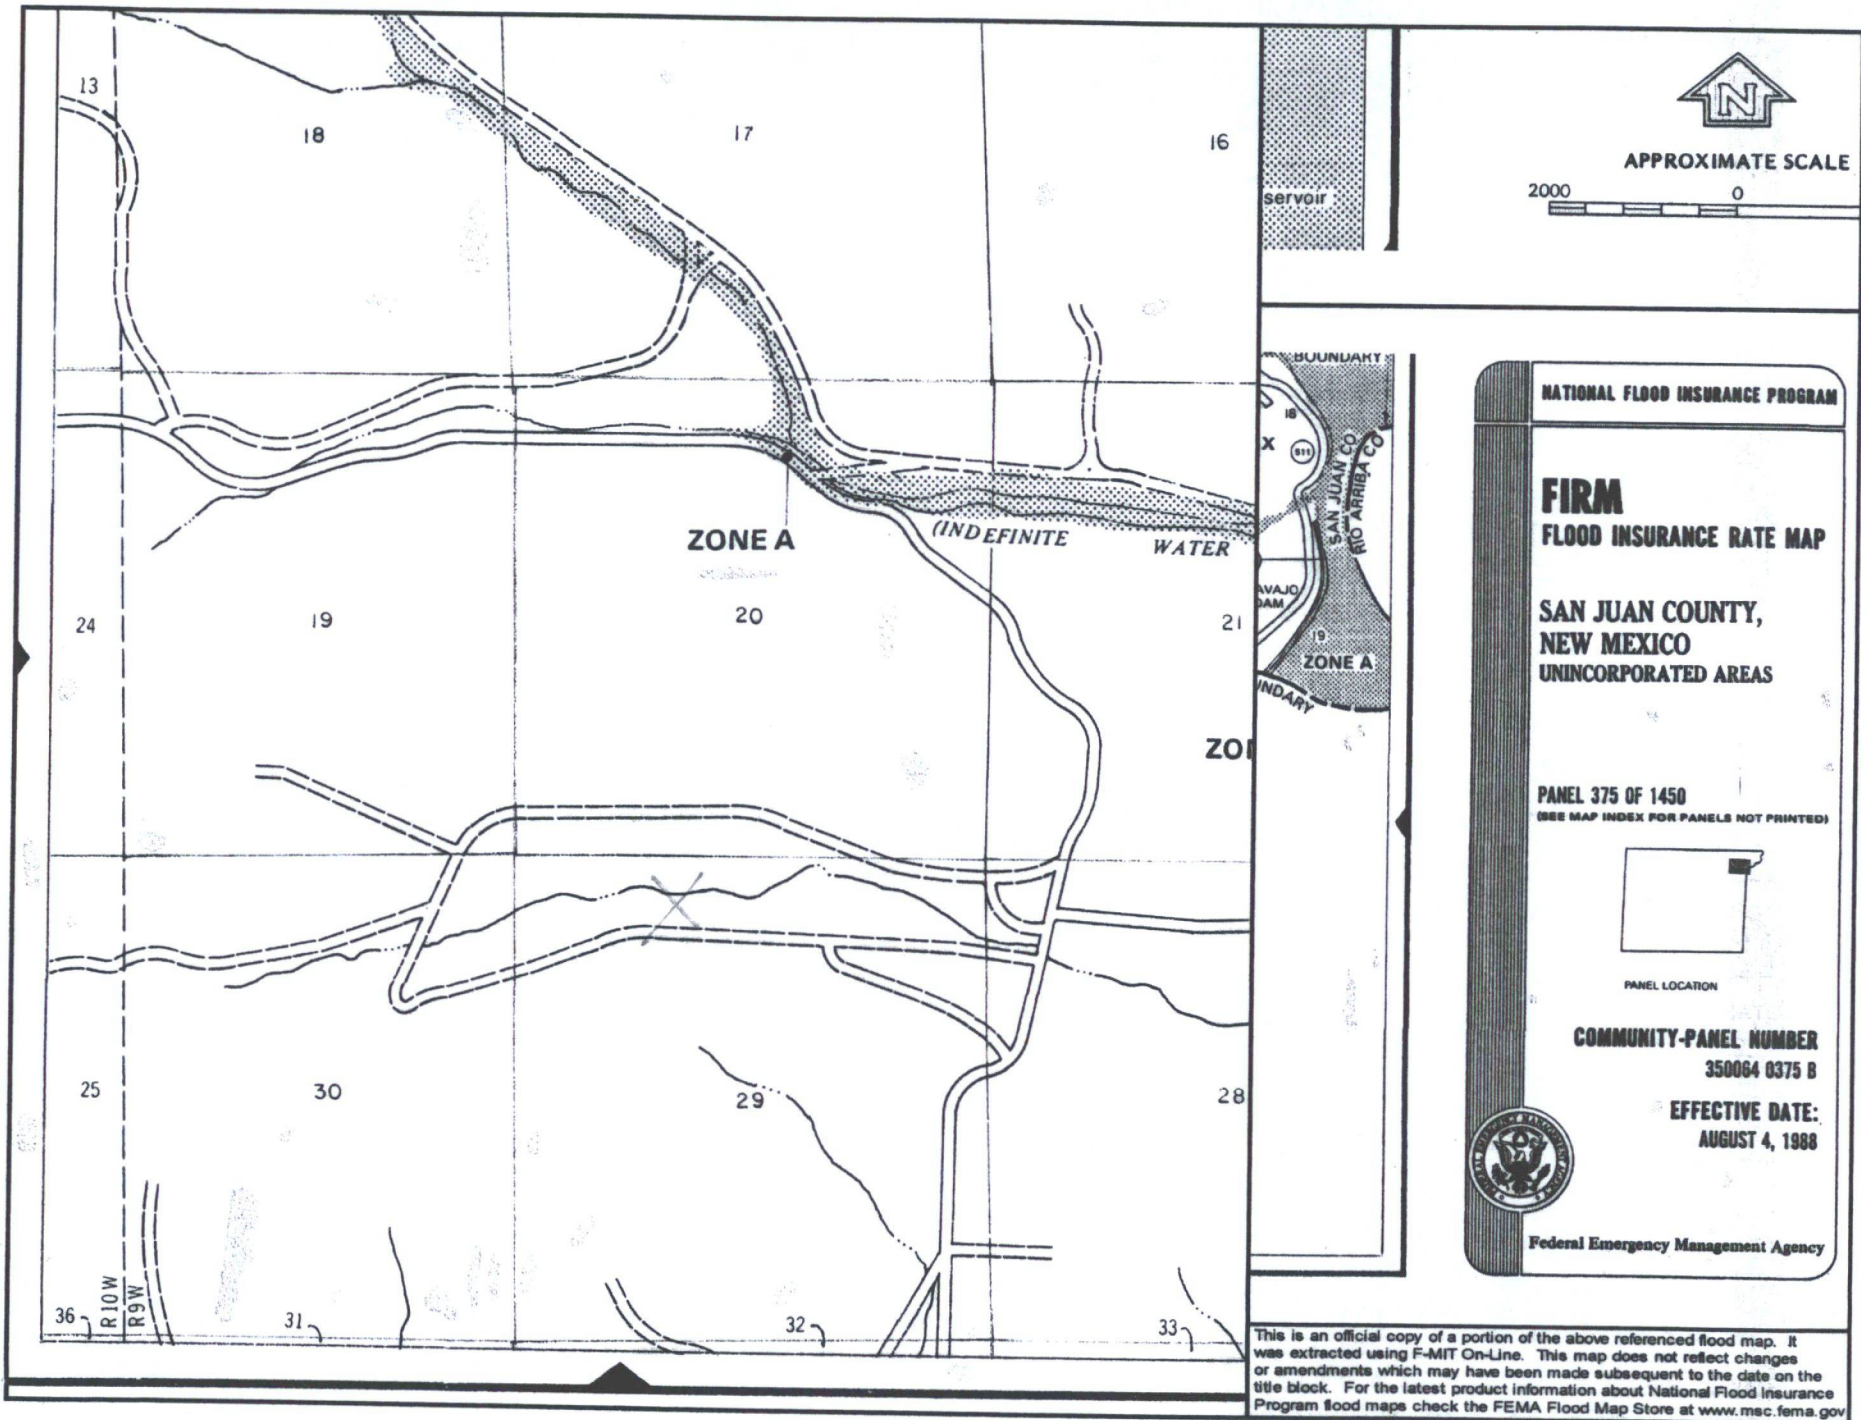 13
18
17
16
ZONE A
(INDEFINITE
WATER
24
19
20
21
25
30
29
28
36
R10W
R9W
31
32
33
servoir
N
APPROXIMATE SCALE
2000
0
BOUNDARY
18
X
511
SAN JUAN CO
RIO ARRIBA CO
AVAJO
DAM
19
ZONE A
NDARY
ZO
NATIONAL FLOOD INSURANCE PROGRAM
FIRM
FLOOD INSURANCE RATE MAP
SAN JUAN COUNTY,
NEW MEXICO
UNINCORPORATED AREAS
PANEL 375 OF 1450
(SEE MAP INDEX FOR PANELS NOT PRINTED)
PANEL LOCATION
COMMUNITY-PANEL NUMBER
350064 0375 B
EFFECTIVE DATE:
AUGUST 4, 1988
Federal Emergency Management Agency
This is an official copy of a portion of the above referenced flood map. It
was extracted using F-MIT On-Line. This map does not reflect changes
or amendments which may have been made subsequent to the date on the
title block. For the latest product information about National Flood Insurance
Program flood maps check the FEMA Flood Map Store at www.msc.fema.gov